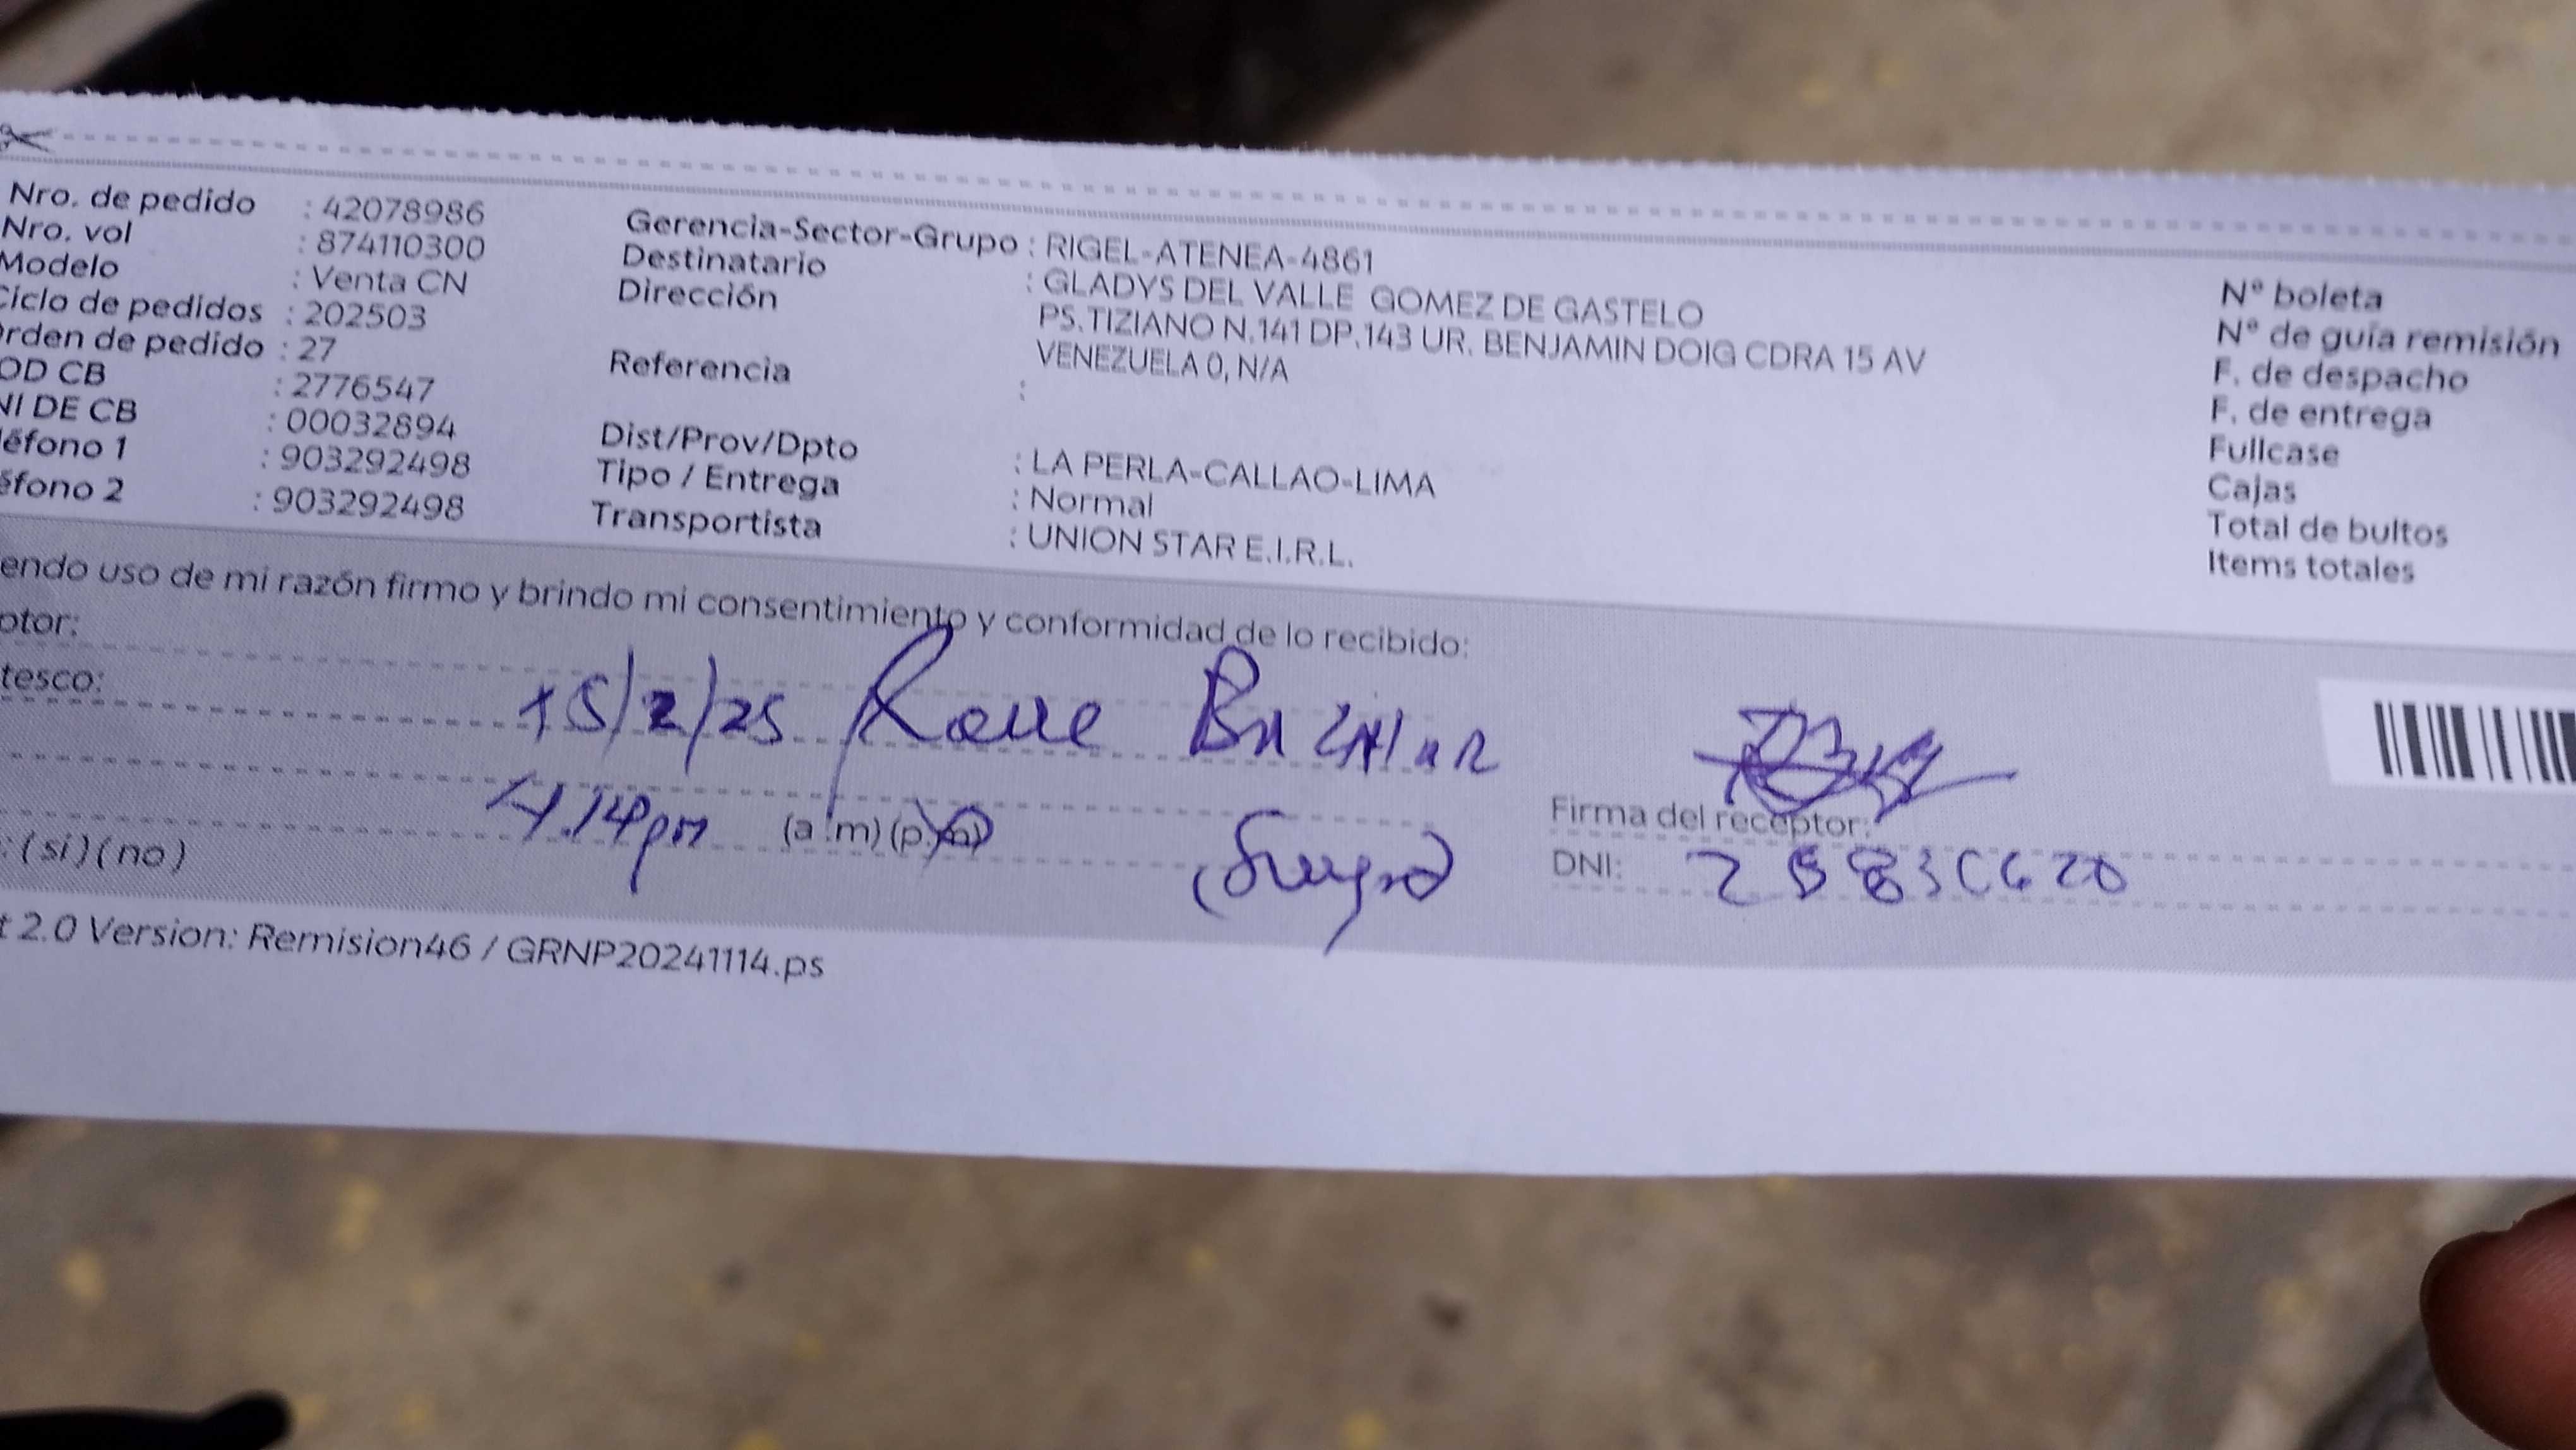 Nro. de pedido : 42078986
Nro. vol : 874110300
Modelo : Venta CN
Ciclo de pedidos : 202503
Orden de pedido : 27
OD CB : 2776547
NI DE CB : 00032894
léfono 1 : 903292498
éfono 2 : 903292498
Gerencia-Sector-Grupo : RIGEL-ATENEA-4861
Destinatario : GLADYS DEL VALLE GOMEZ DE GASTELO
Dirección PS.TIZIANO N.141 DP.143 UR. BENJAMIN DOIG CDRA 15 AV
VENEZUELA 0, N/A
Referencia :
Dist/Prov/Dpto : LA PERLA-CALLAO-LIMA
Tipo / Entrega : Normal
Transportista : UNION STAR E.I.R.L.
N° boleta
N° de guía remisión
F. de despacho
F. de entrega
Fullcase
Cajas
Total de bultos
Items totales
endo uso de mi razón firmo y brindo mi consentimiento y conformidad de lo recibido:
ptor:
tesco:
15/2/25
4.14pm (a.m) (p.m)
: (si) (no)
(Suegro)
Firma del receptor:
DNI:
t 2.0 Version: Remision46 / GRNP20241114.ps